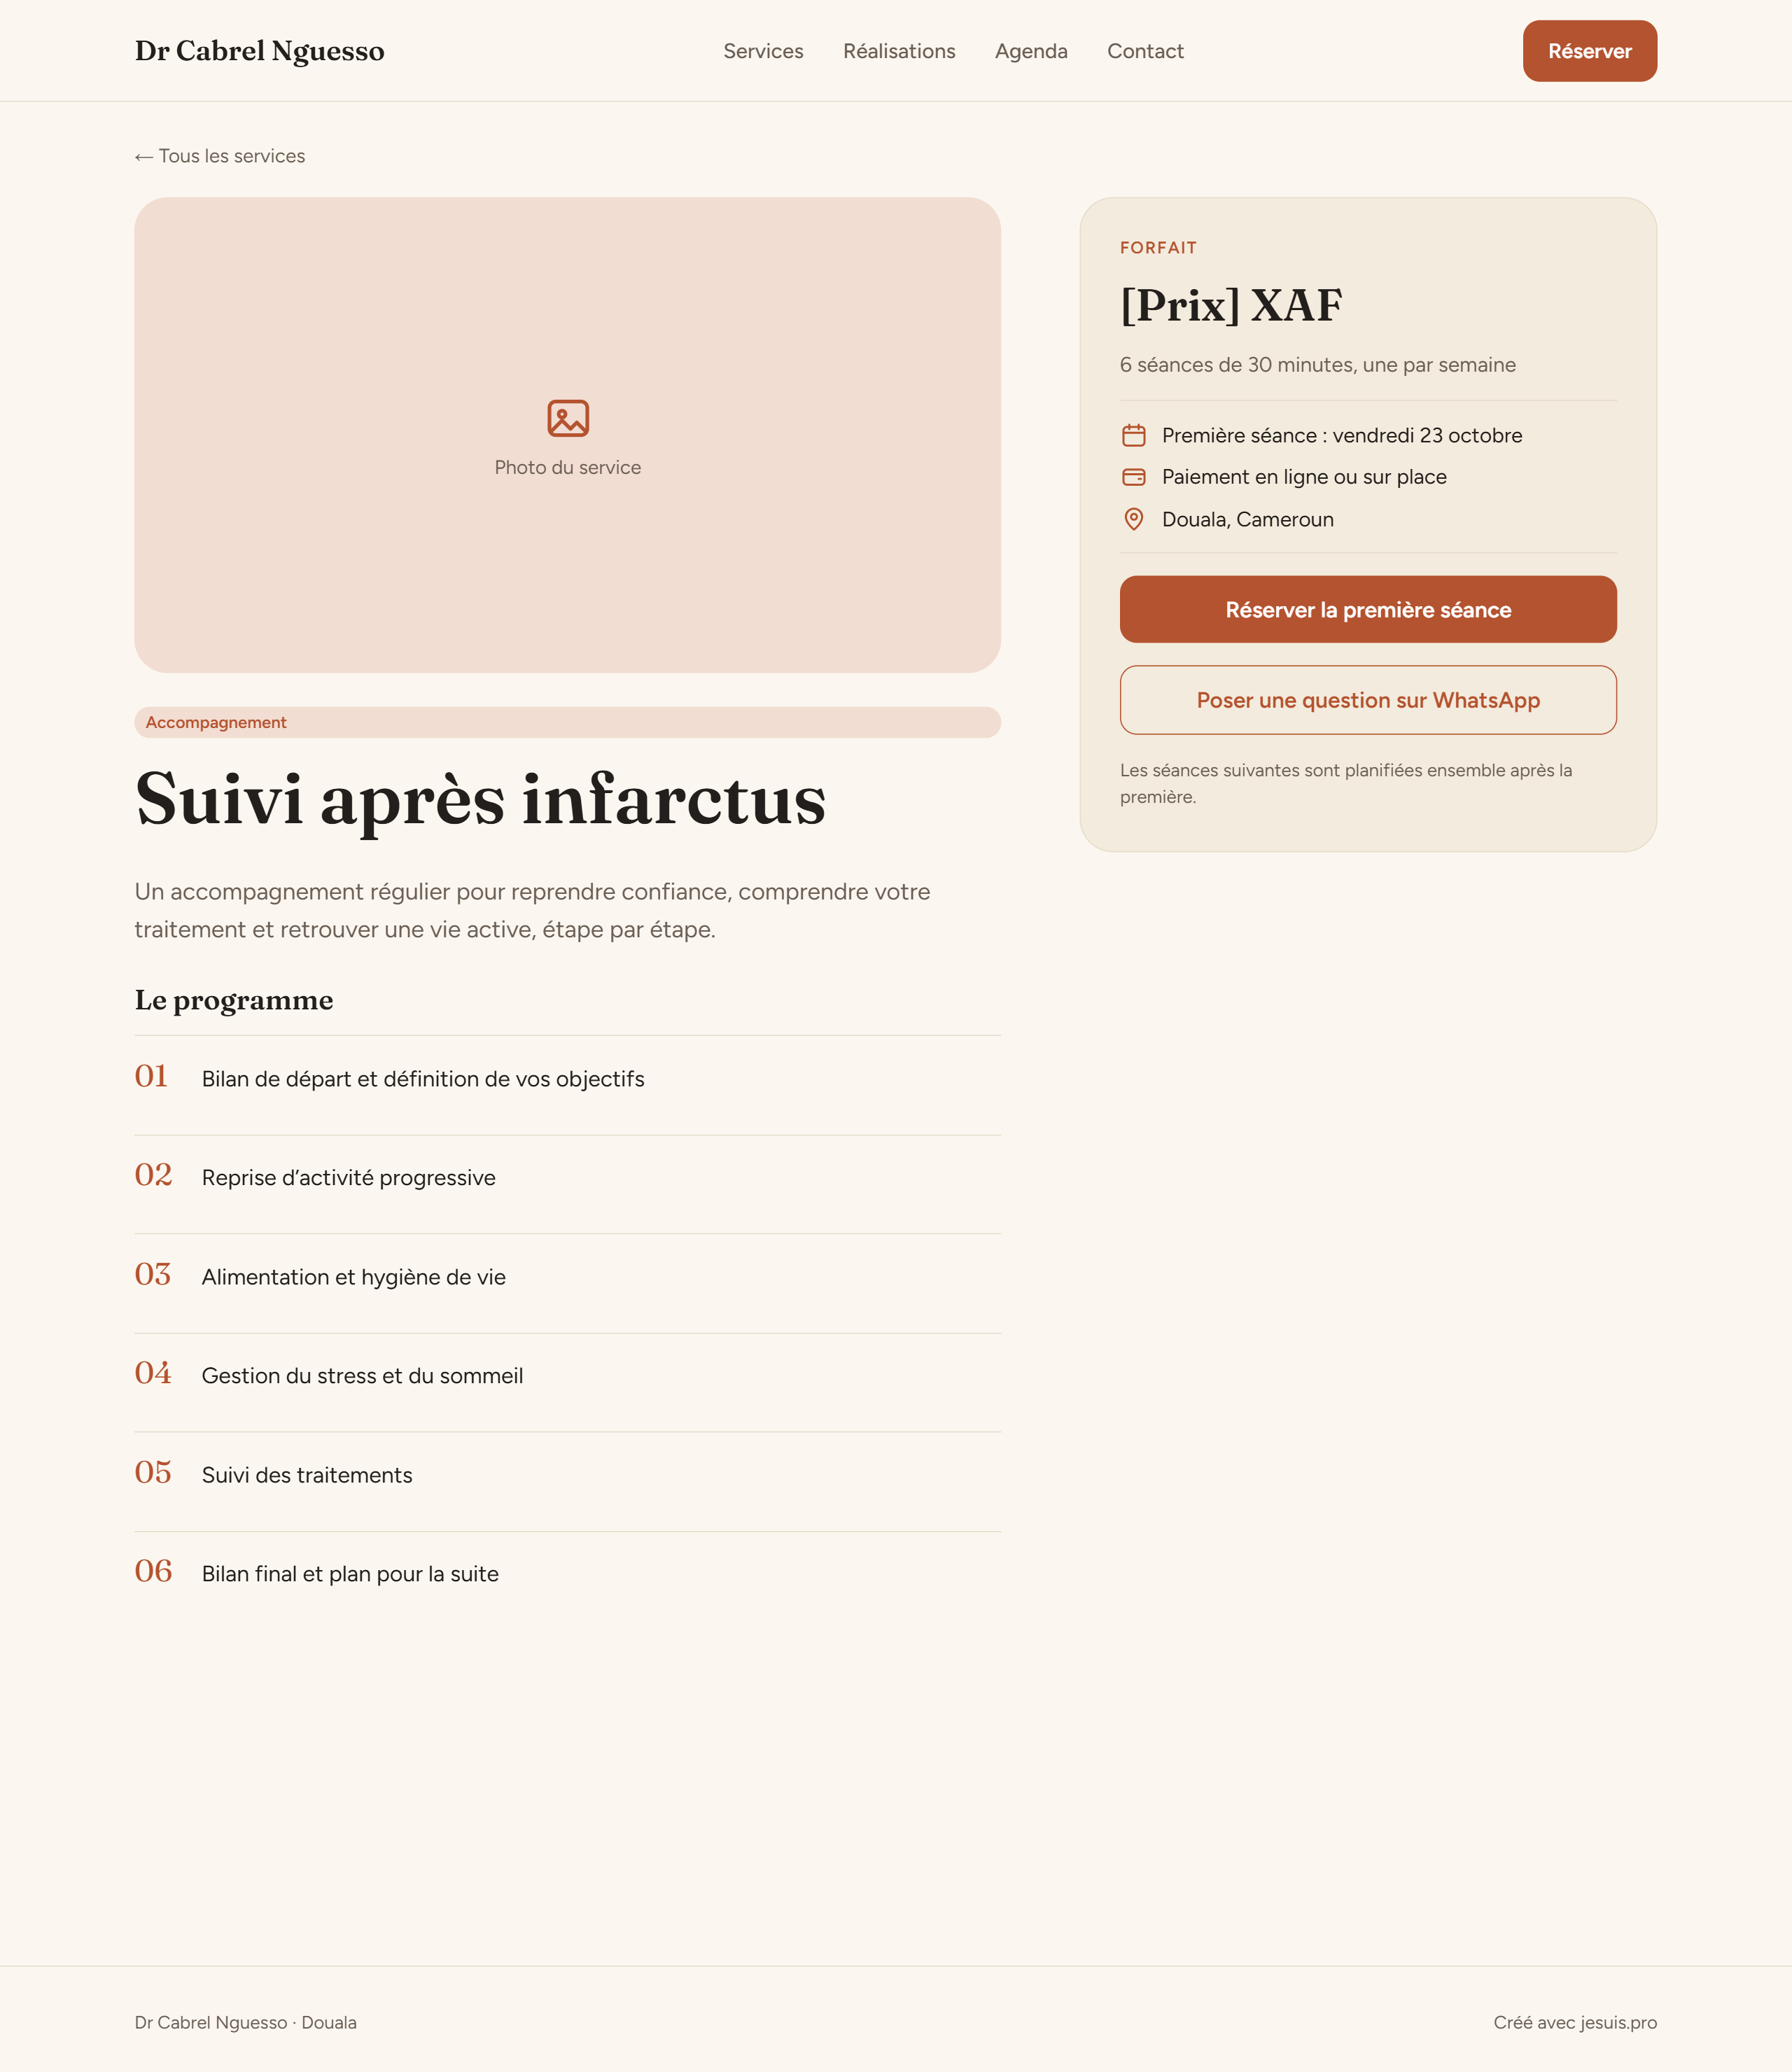 Dr Cabrel Nguesso
Services
Réalisations
Agenda
Contact
Réserver
← Tous les services
Photo du service
Accompagnement
Suivi après infarctus
Un accompagnement régulier pour reprendre confiance, comprendre votre
traitement et retrouver une vie active, étape par étape.
Le programme
01 Bilan de départ et définition de vos objectifs
02 Reprise d’activité progressive
03 Alimentation et hygiène de vie
04 Gestion du stress et du sommeil
05 Suivi des traitements
06 Bilan final et plan pour la suite
FORFAIT
[Prix] XAF
6 séances de 30 minutes, une par semaine
Première séance : vendredi 23 octobre
Paiement en ligne ou sur place
Douala, Cameroun
Réserver la première séance
Poser une question sur WhatsApp
Les séances suivantes sont planifiées ensemble après la
première.
Dr Cabrel Nguesso · Douala
Créé avec jesuis.pro